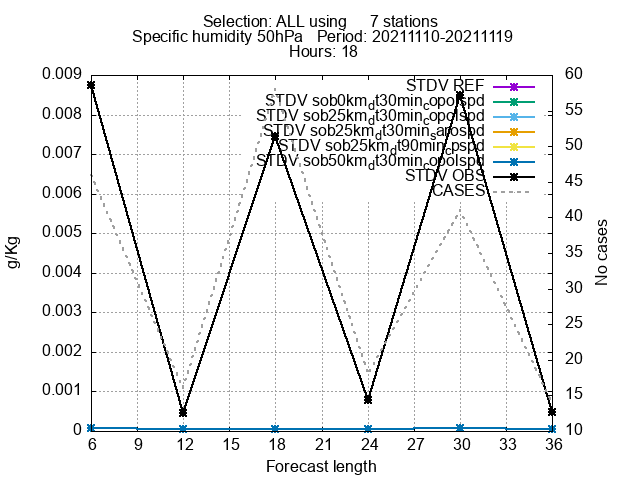 Selection: ALL using 7 stations
Specific humidity 50hPa Period: 20211110-20211119
Hours: 18
STDV REF
STDV sob0km_dt30min_copolspd
STDV sob25km_dt30min_copolspd
STDV sob25km_dt30min_sarospd
STDV sob25km_dt90min_cpspd
STDV sob50km_dt30min_copolspd
STDV OBS
CASES
0.009
0.008
0.007
0.006
0.005
0.004
0.003
0.002
0.001
0
g/Kg
60
55
50
45
40
35
30
25
20
15
10
No cases
6 9 12 15 18 21 24 27 30 33 36
Forecast length